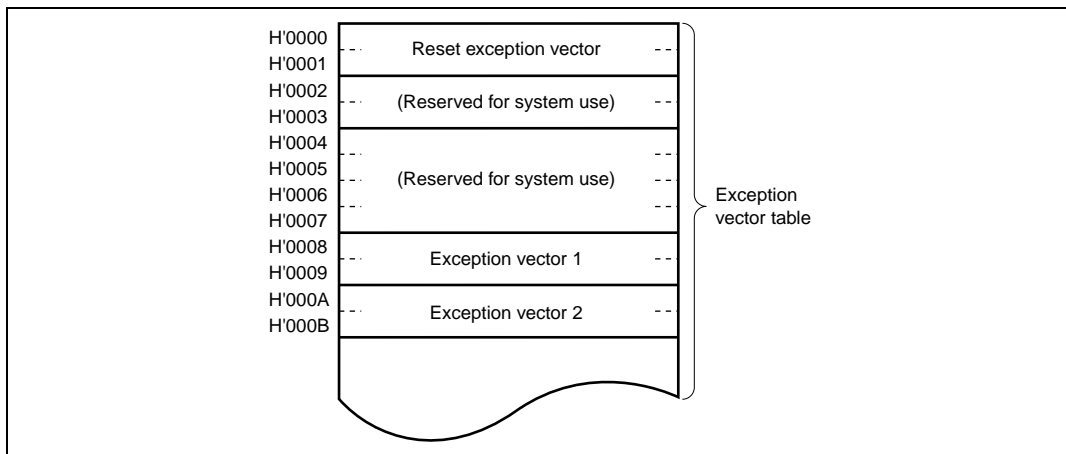 H'0000
Reset exception vector
H'0001
H'0002
(Reserved for system use)
H'0003
H'0004
H'0005
(Reserved for system use)
H'0006
H'0007
H'0008
Exception vector 1
H'0009
H'000A
Exception vector 2
H'000B
Exception
vector table